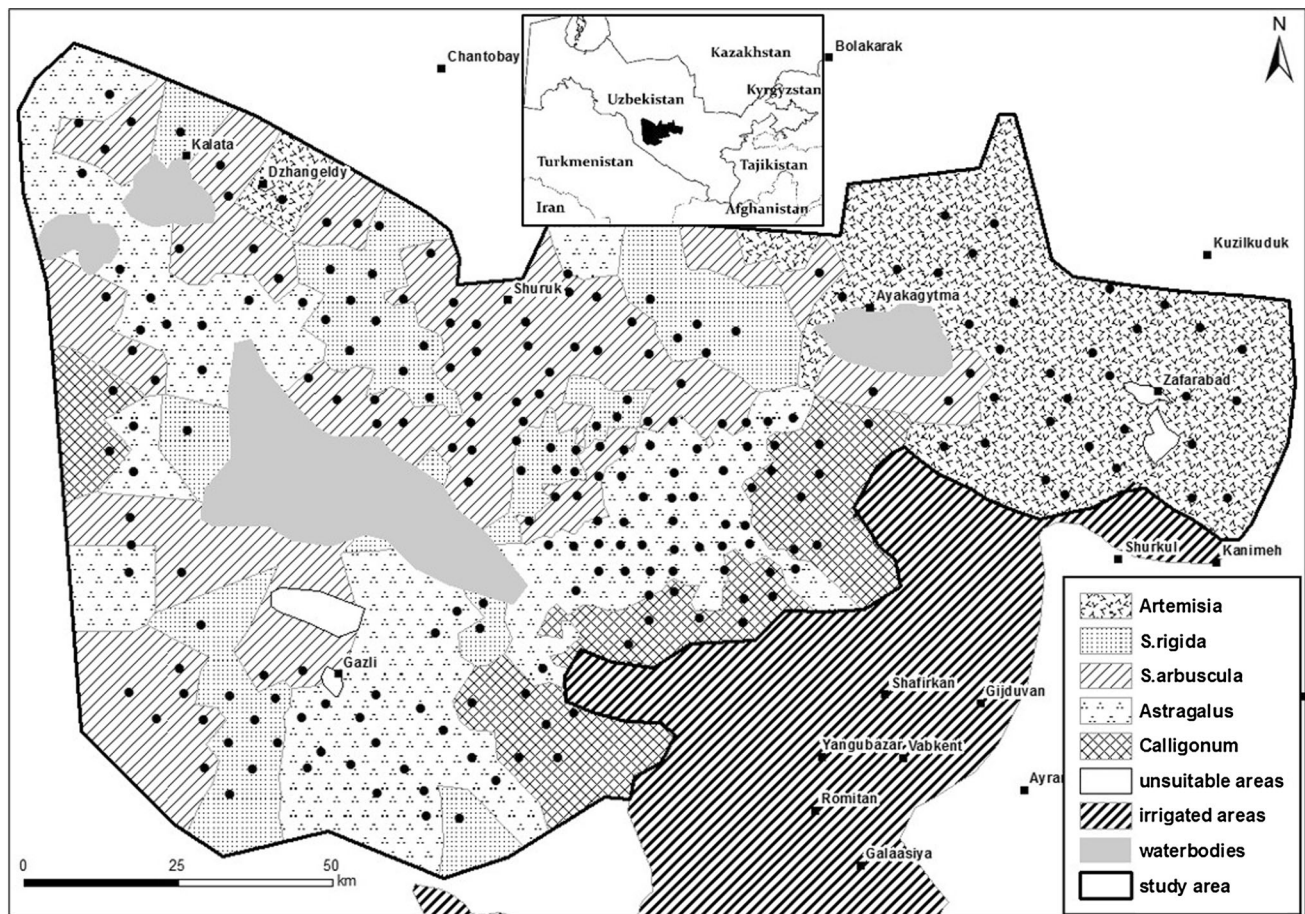 Chantobay
Bolakarak
N
Kazakhstan
Uzbekistan
Kyrgyzstan
Turkmenistan
Tajikistan
Iran
Afghanistan
Kalata
Dzhangeldy
Kuzilkuduk
Shuruk
Ayakagytma
Zafarabad
Shurkul
Kanimeh
Gazli
Shafirkan
Gijduvan
Yangubazar
Vabkent
Ayran
Romitan
Galaasiya
Artemisia
S.rigida
S.arbuscula
Astragalus
Calligonum
unsuitable areas
irrigated areas
waterbodies
study area
0 25 50
km